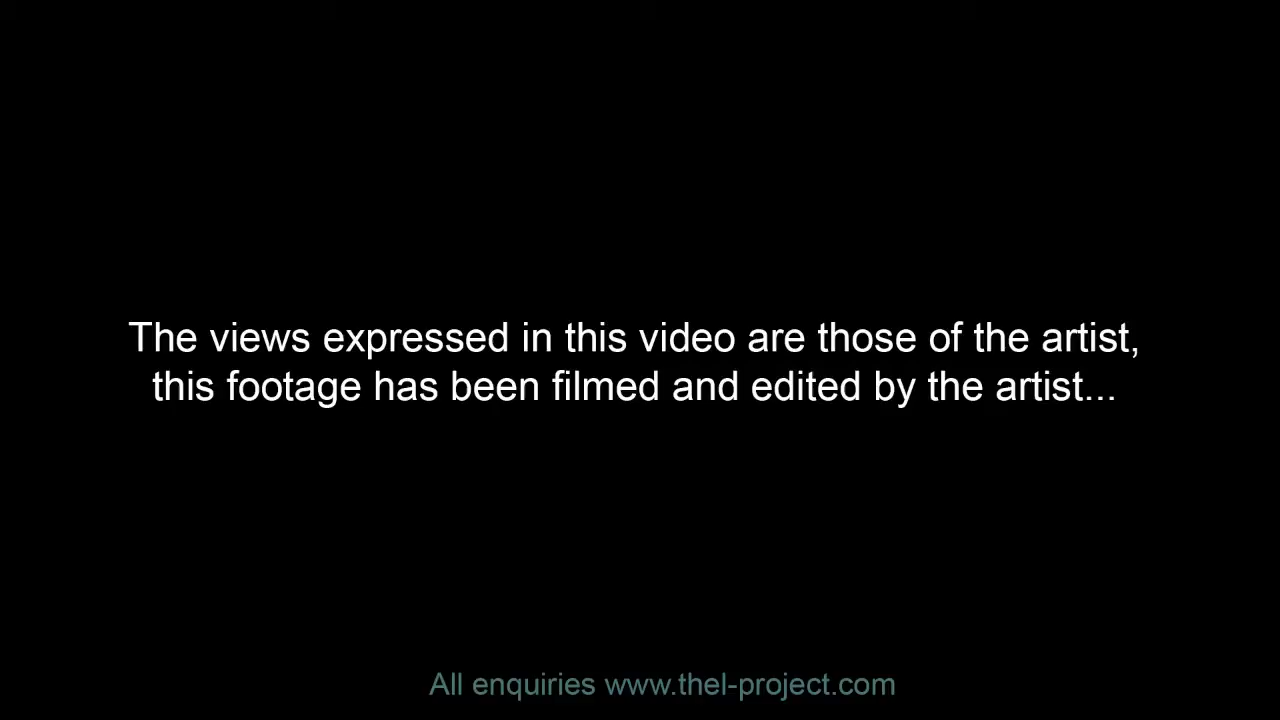 The views expressed in this video are those of the artist,
this footage has been filmed and edited by the artist...
All enquiries www.thel-project.com